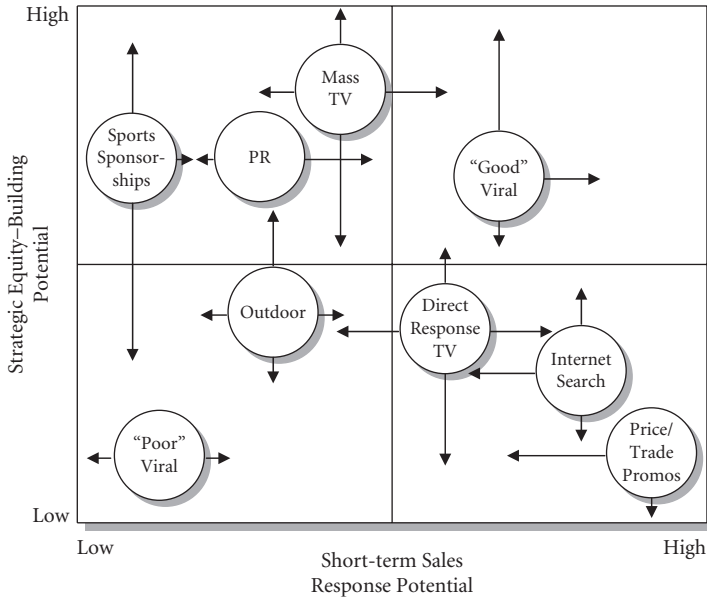 High
Mass
TV
Sports
Sponsor-
ships
PR
“Good”
Viral
Strategic Equity–Building
Potential
Outdoor
Direct
Response
TV
Internet
Search
“Poor”
Viral
Price/
Trade
Promos
Low
Low
High
Short-term Sales
Response Potential